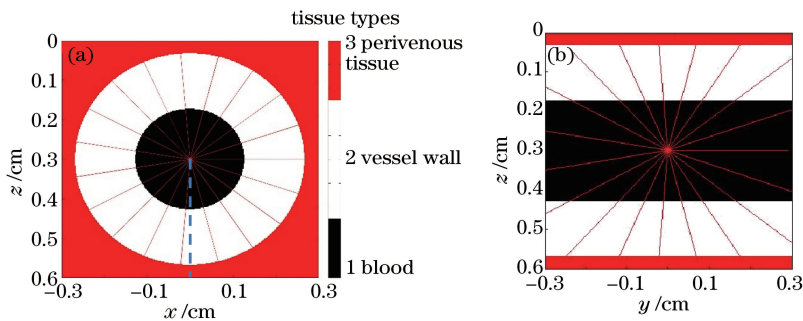 tissue types
(a)
3 perivenous
tissue
2 vessel wall
1 blood
0
0.1
0.2
0.3
0.4
0.5
0.6
z/cm
−0.3
−0.1
0.1
0.3
x/cm
(b)
0
0.1
0.2
0.3
0.4
0.5
0.6
z/cm
−0.3
−0.1
0.1
0.3
y/cm